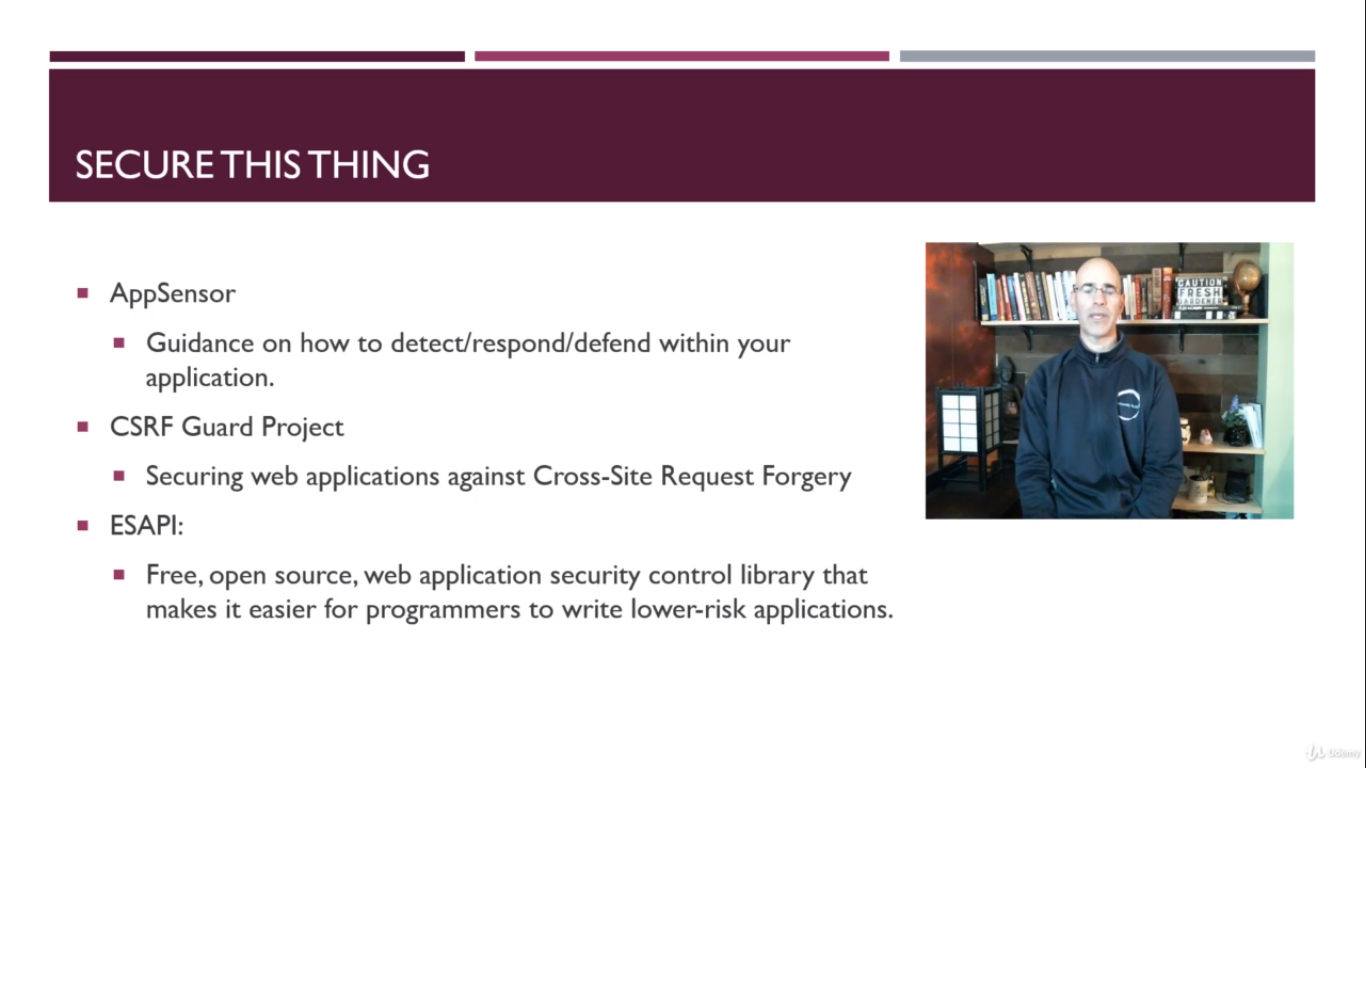 SECURE THIS THING
AppSensor
Guidance on how to detect/respond/defend within your
application.
CSRF Guard Project
Securing web applications against Cross-Site Request Forgery
ESAPI:
Free, open source, web application security control library that
makes it easier for programmers to write lower-risk applications.
CAUTION
FRESH
GARDENER
Udemy